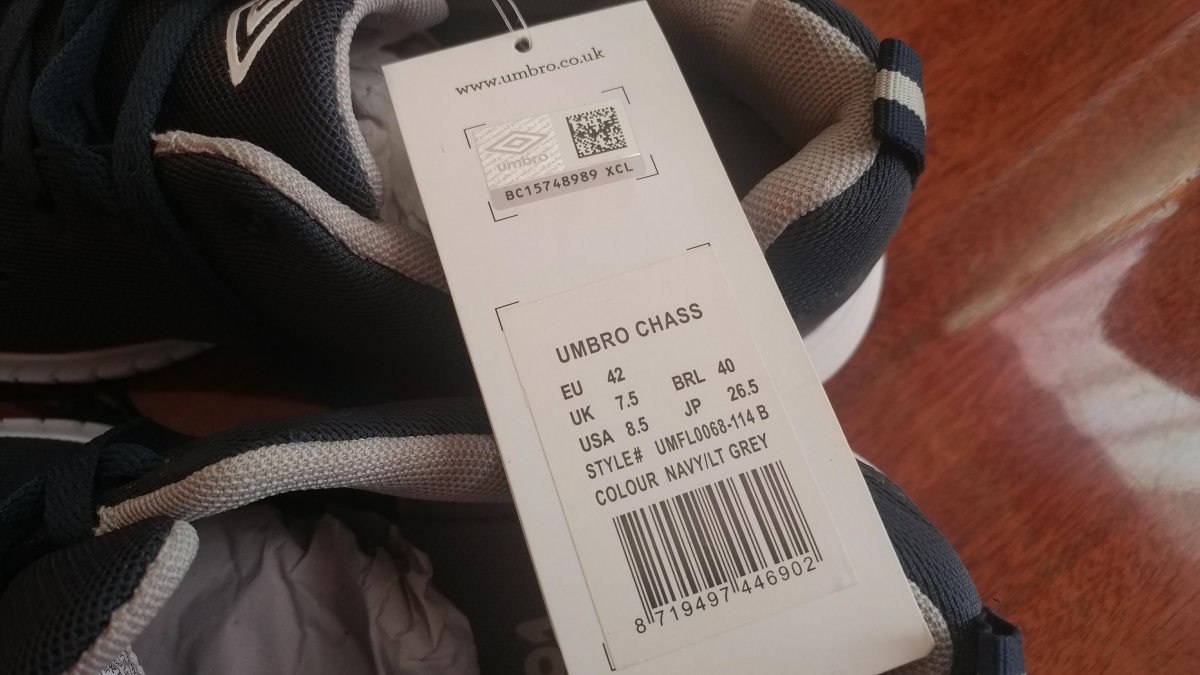 www.umbro.co.uk
umbro
BC15748989 XCL
UMBRO CHASS
EU 42 BRL 40
UK 7.5 JP 26.5
USA 8.5
STYLE# UMFL0068-114 B
COLOUR NAVY/LT GREY
8 719497 446902